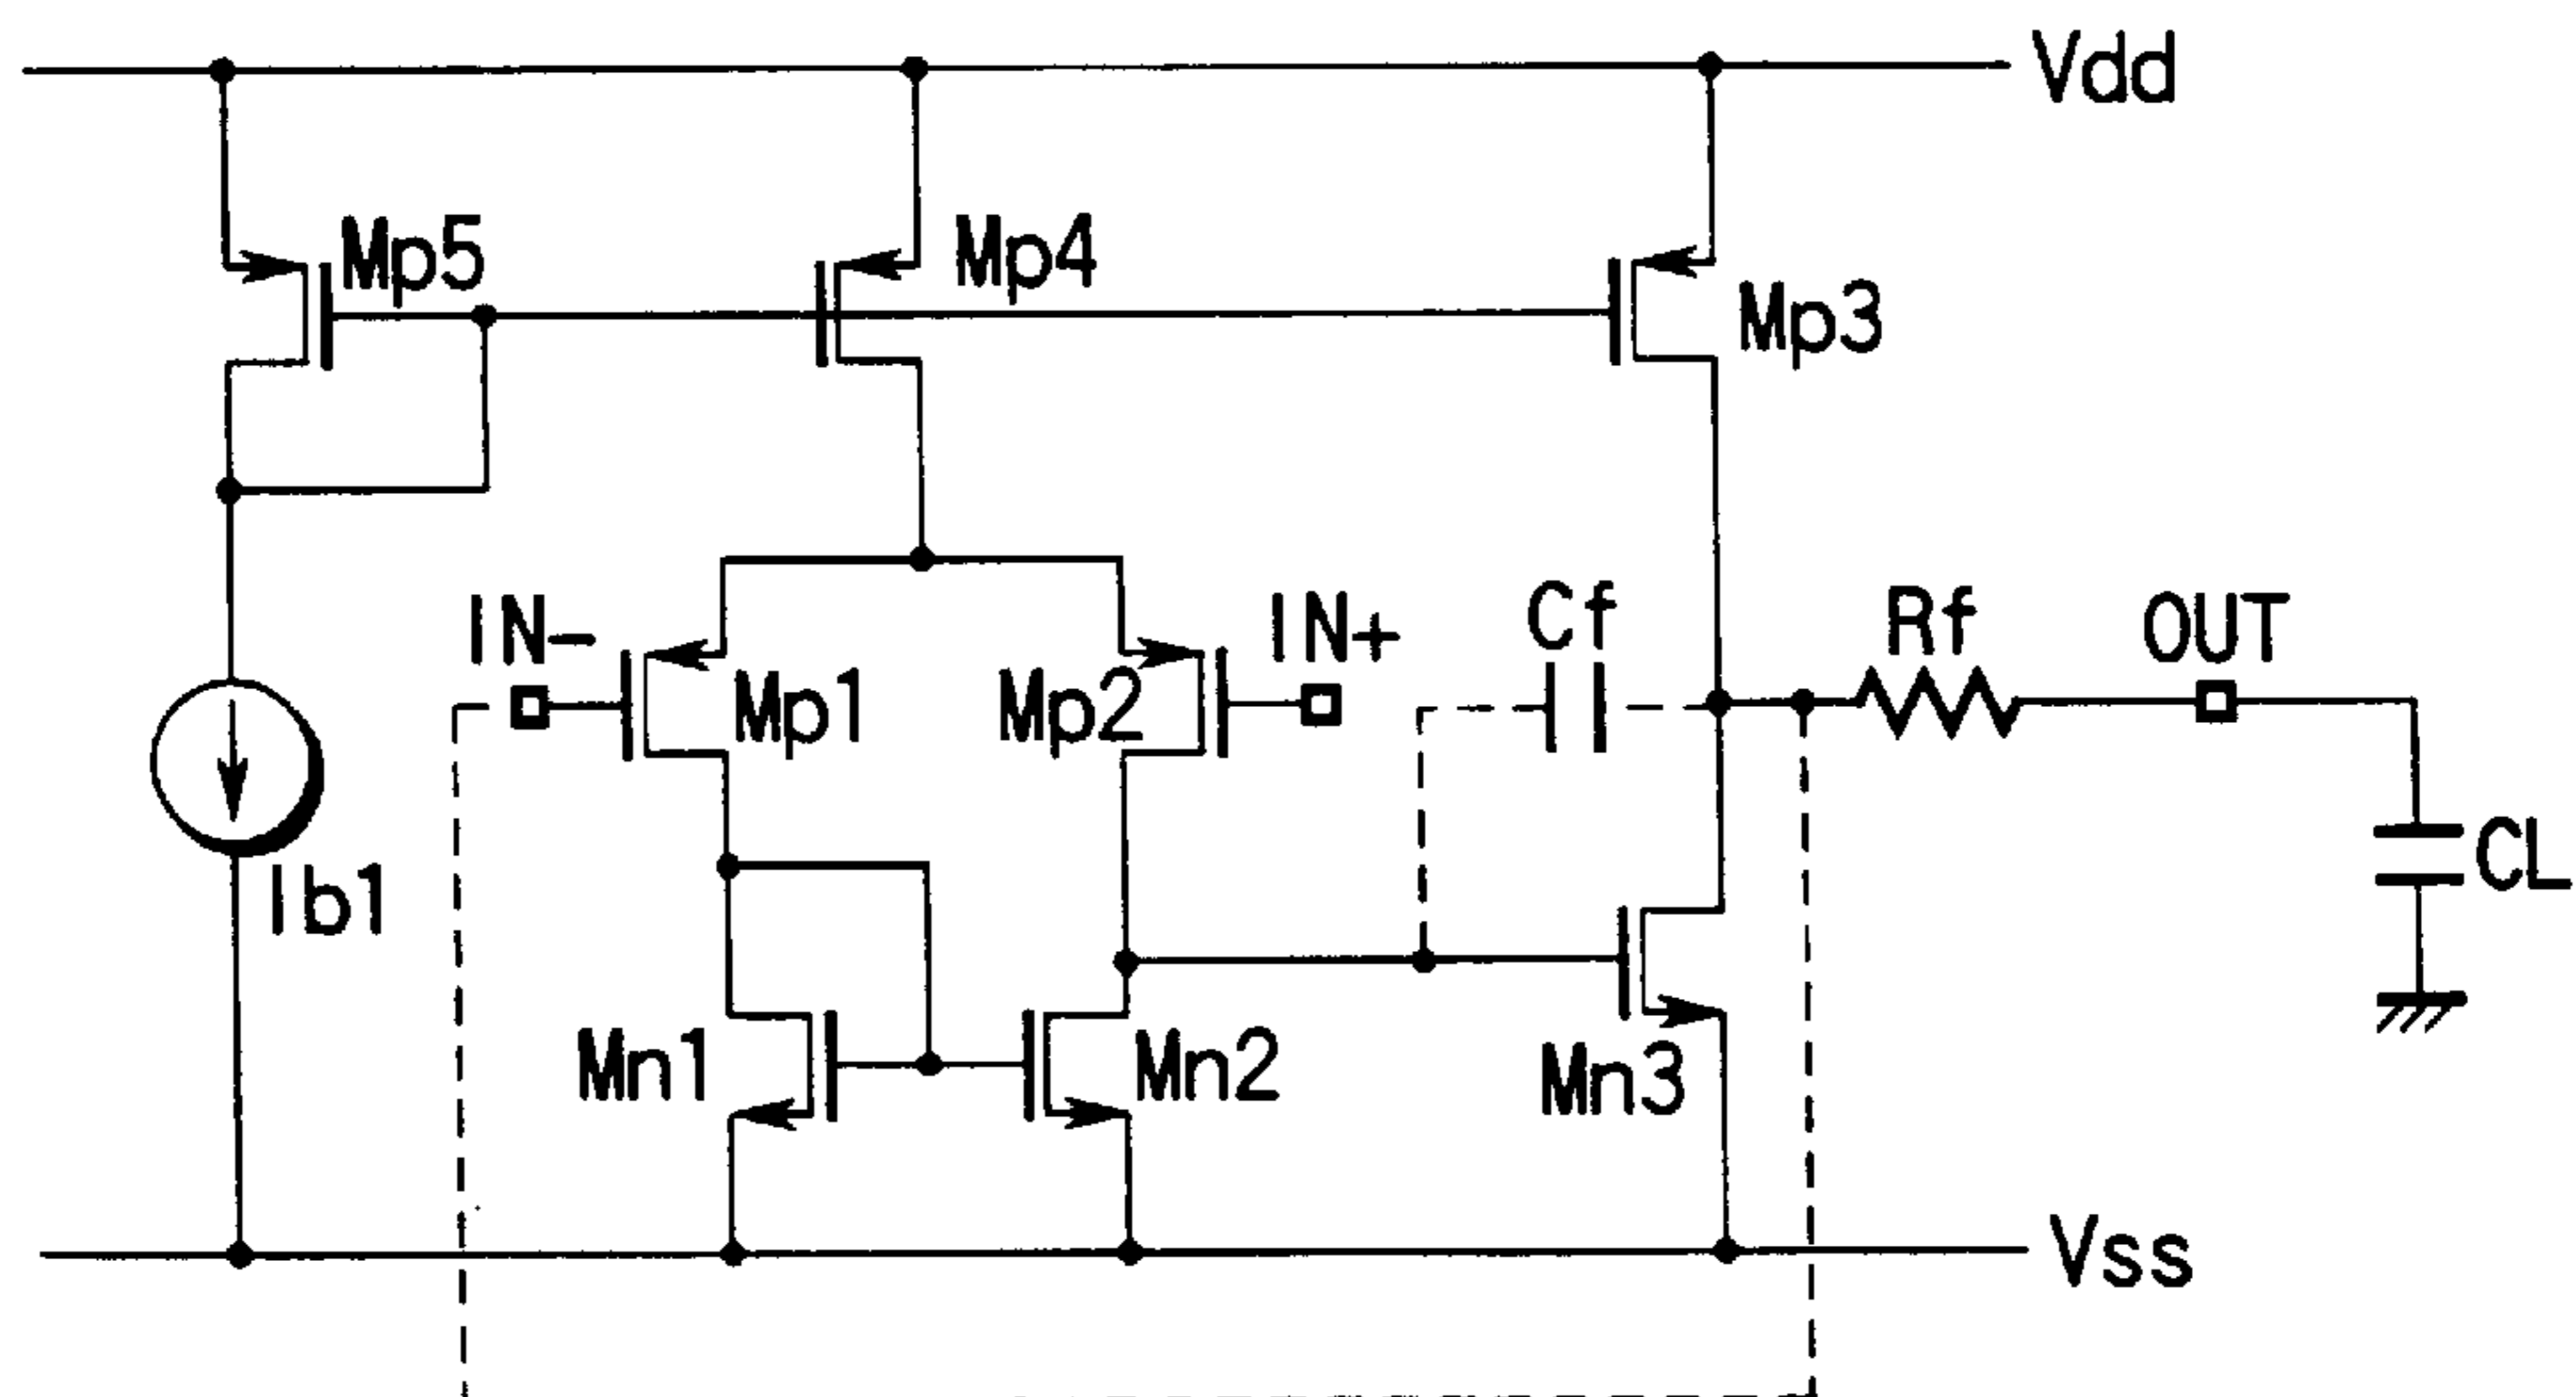 Vdd
Mp5
Mp4
Mp3
IN-
Mp1
Mp2
IN+
Cf
Rf
OUT
Ib1
CL
Mn1
Mn2
Mn3
Vss